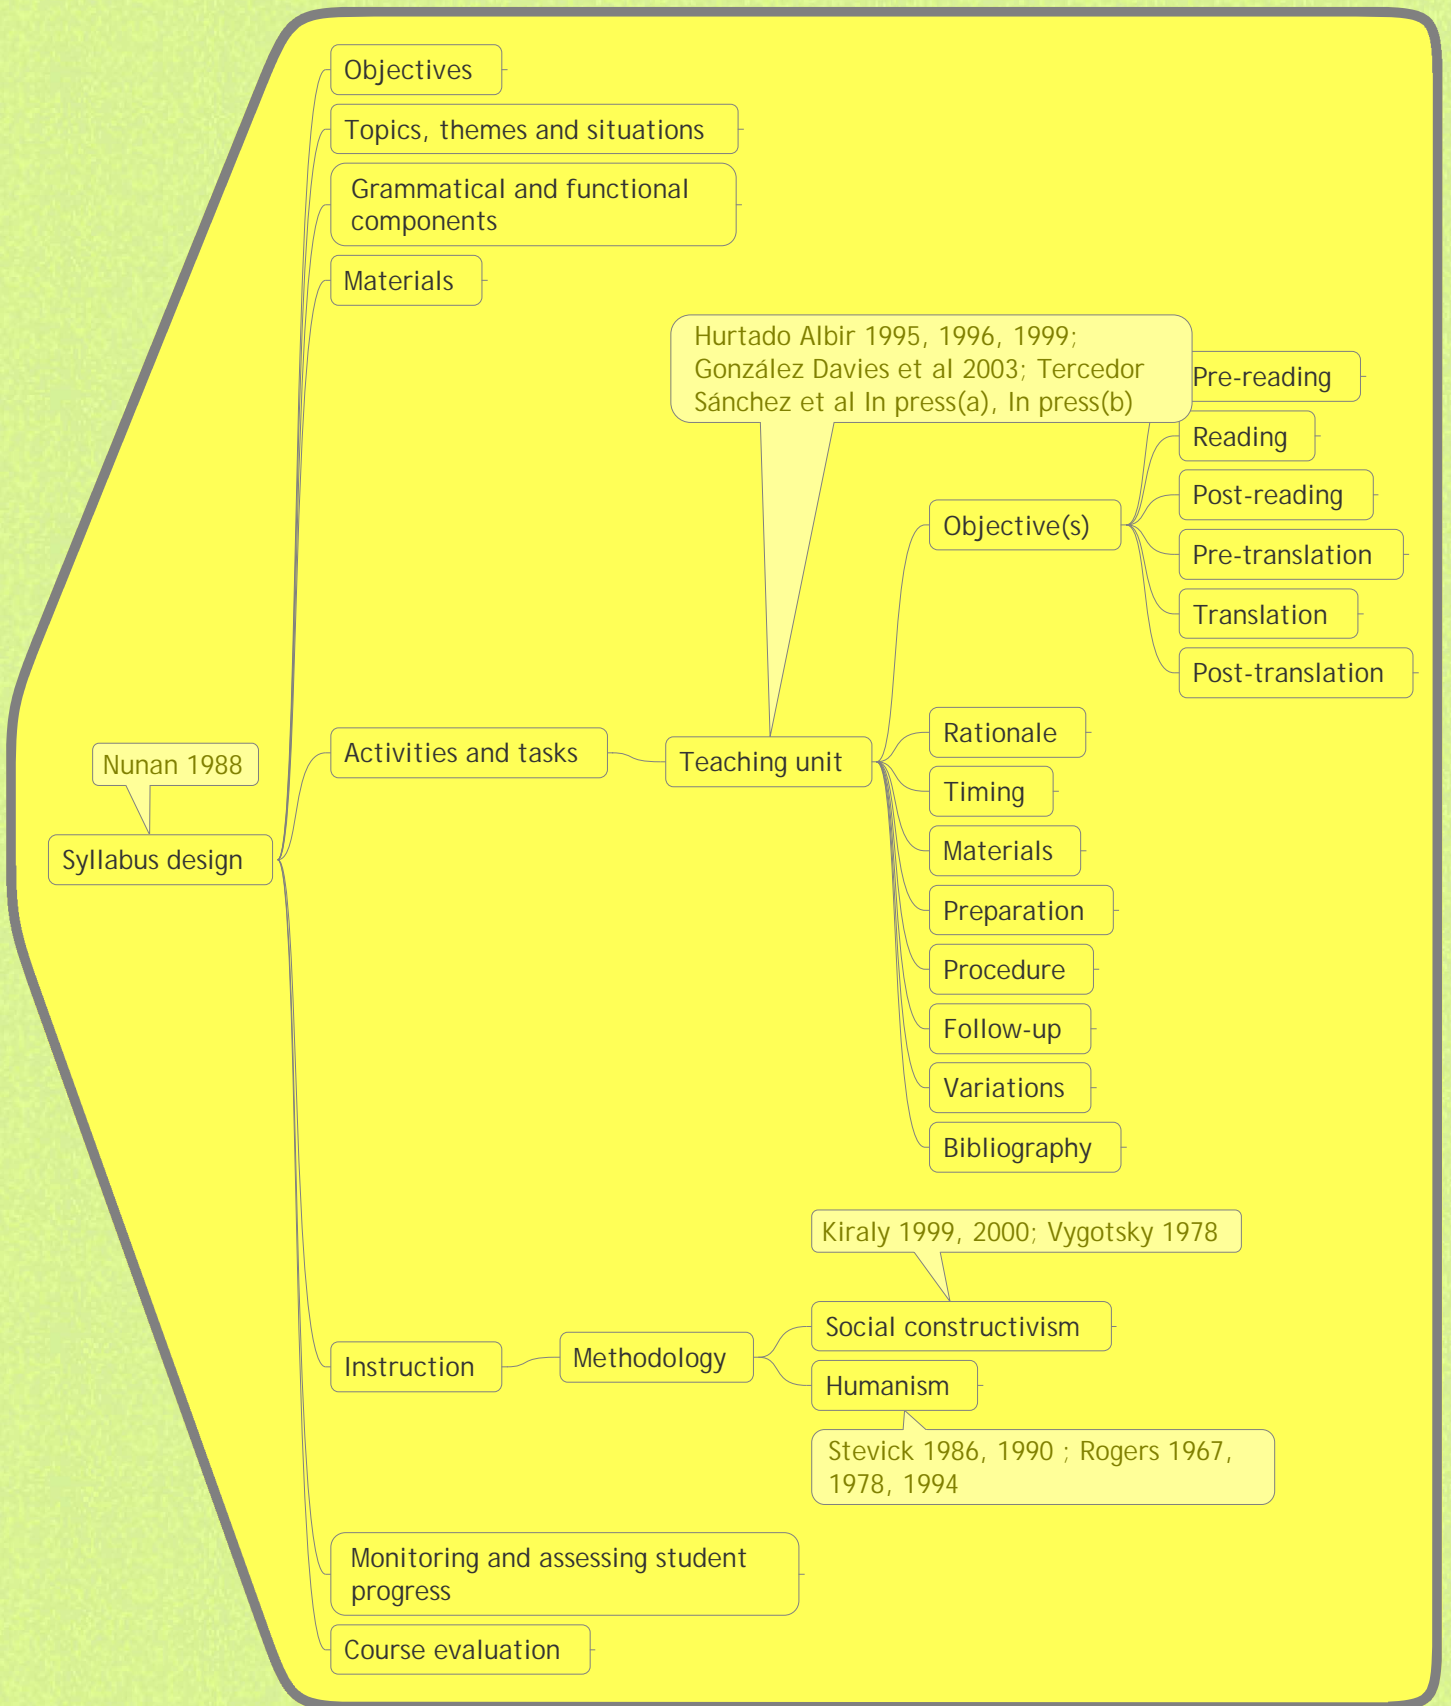 Objectives
Topics, themes and situations
Grammatical and functional
components
Materials
Hurtado Albir 1995, 1996, 1999;
González Davies et al 2003; Tercedor
Sánchez et al In press(a), In press(b)
Pre-reading
Reading
Post-reading
Objective(s)
Pre-translation
Translation
Post-translation
Rationale
Activities and tasks
Teaching unit
Nunan 1988
Timing
Materials
Syllabus design
Preparation
Procedure
Follow-up
Variations
Bibliography
Kiraly 1999, 2000; Vygotsky 1978
Social constructivism
Instruction
Methodology
Humanism
Stevick 1986, 1990 ; Rogers 1967,
1978, 1994
Monitoring and assessing student
progress
Course evaluation